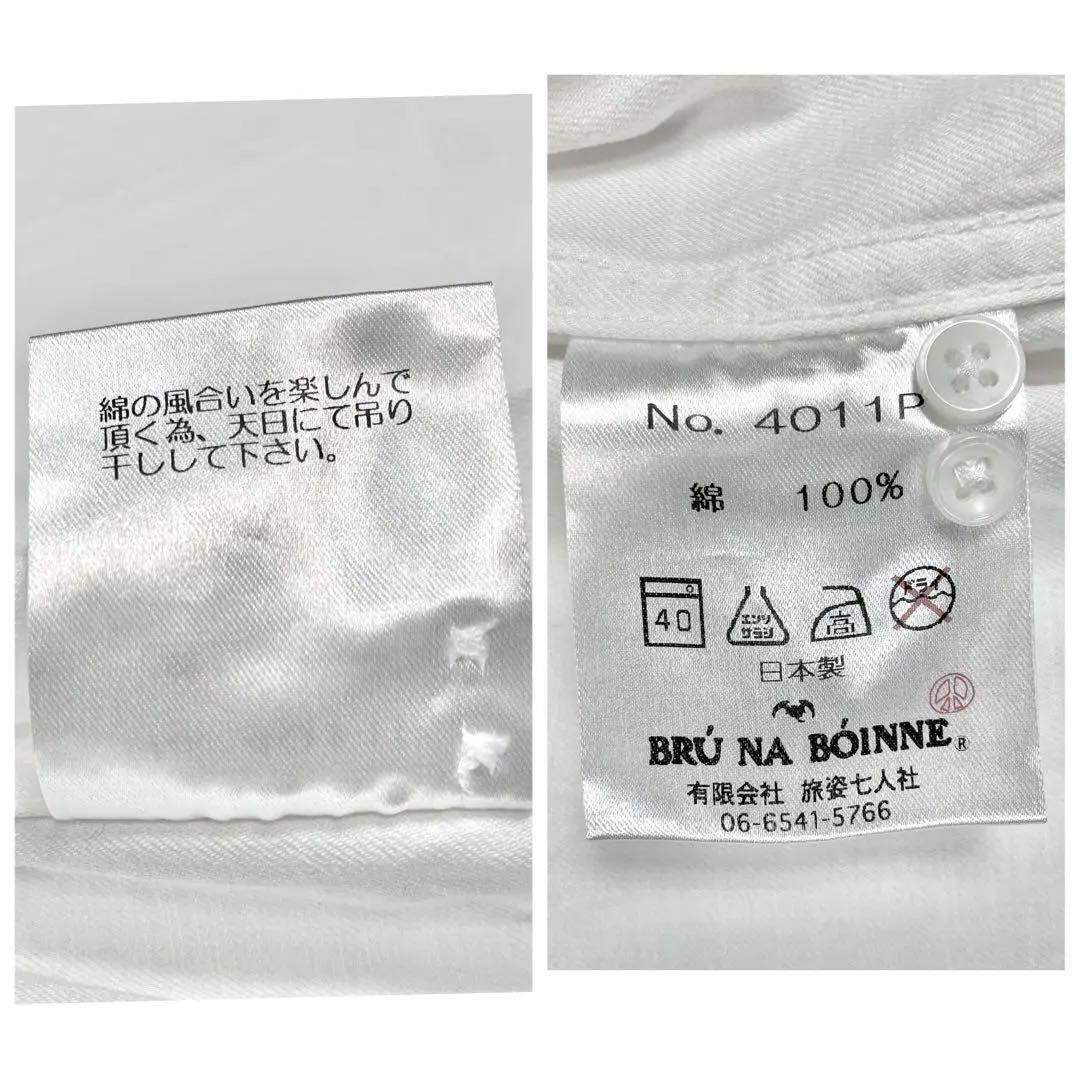 綿の風合いを楽しんで
頂く為、天日にて吊り
干しして下さい。
No. 4011P
綿 100%
40 エンソ サラシ 高 ドライ
日本製
BRÚ NA BÓINNE®
有限会社 旅姿七人社
06-6541-5766